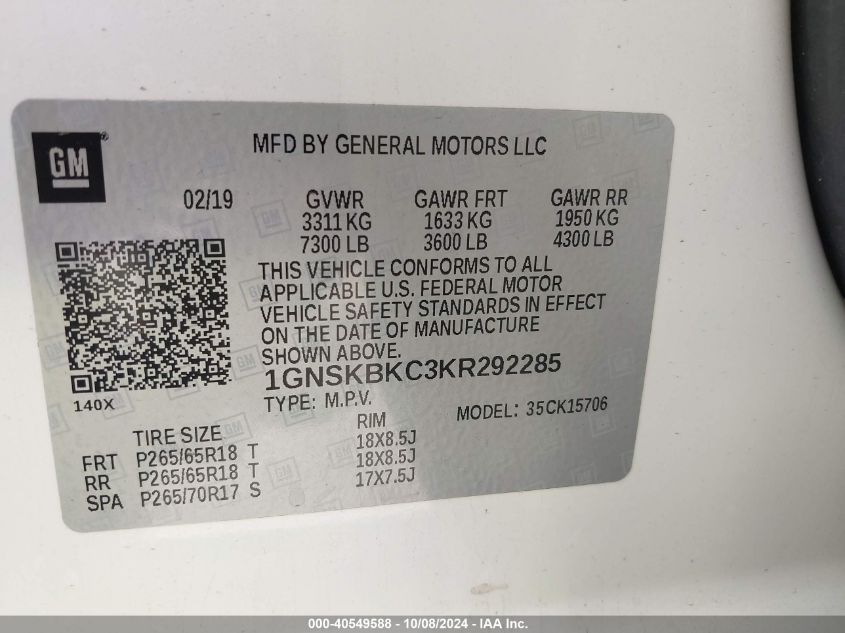 GM
MFD BY GENERAL MOTORS LLC
02/19 GVWR GAWR FRT GAWR RR
3311 KG 1633 KG 1950 KG
7300 LB 3600 LB 4300 LB
THIS VEHICLE CONFORMS TO ALL
APPLICABLE U.S. FEDERAL MOTOR
VEHICLE SAFETY STANDARDS IN EFFECT
ON THE DATE OF MANUFACTURE
SHOWN ABOVE.
1GNSKBKC3KR292285
140X
TYPE: M.P.V. MODEL: 35CK15706
TIRE SIZE RIM
FRT P265/65R18 T 18X8.5J
RR P265/65R18 T 18X8.5J
SPA P265/70R17 S 17X7.5J
000-40549588 - 10/08/2024 - IAA Inc.